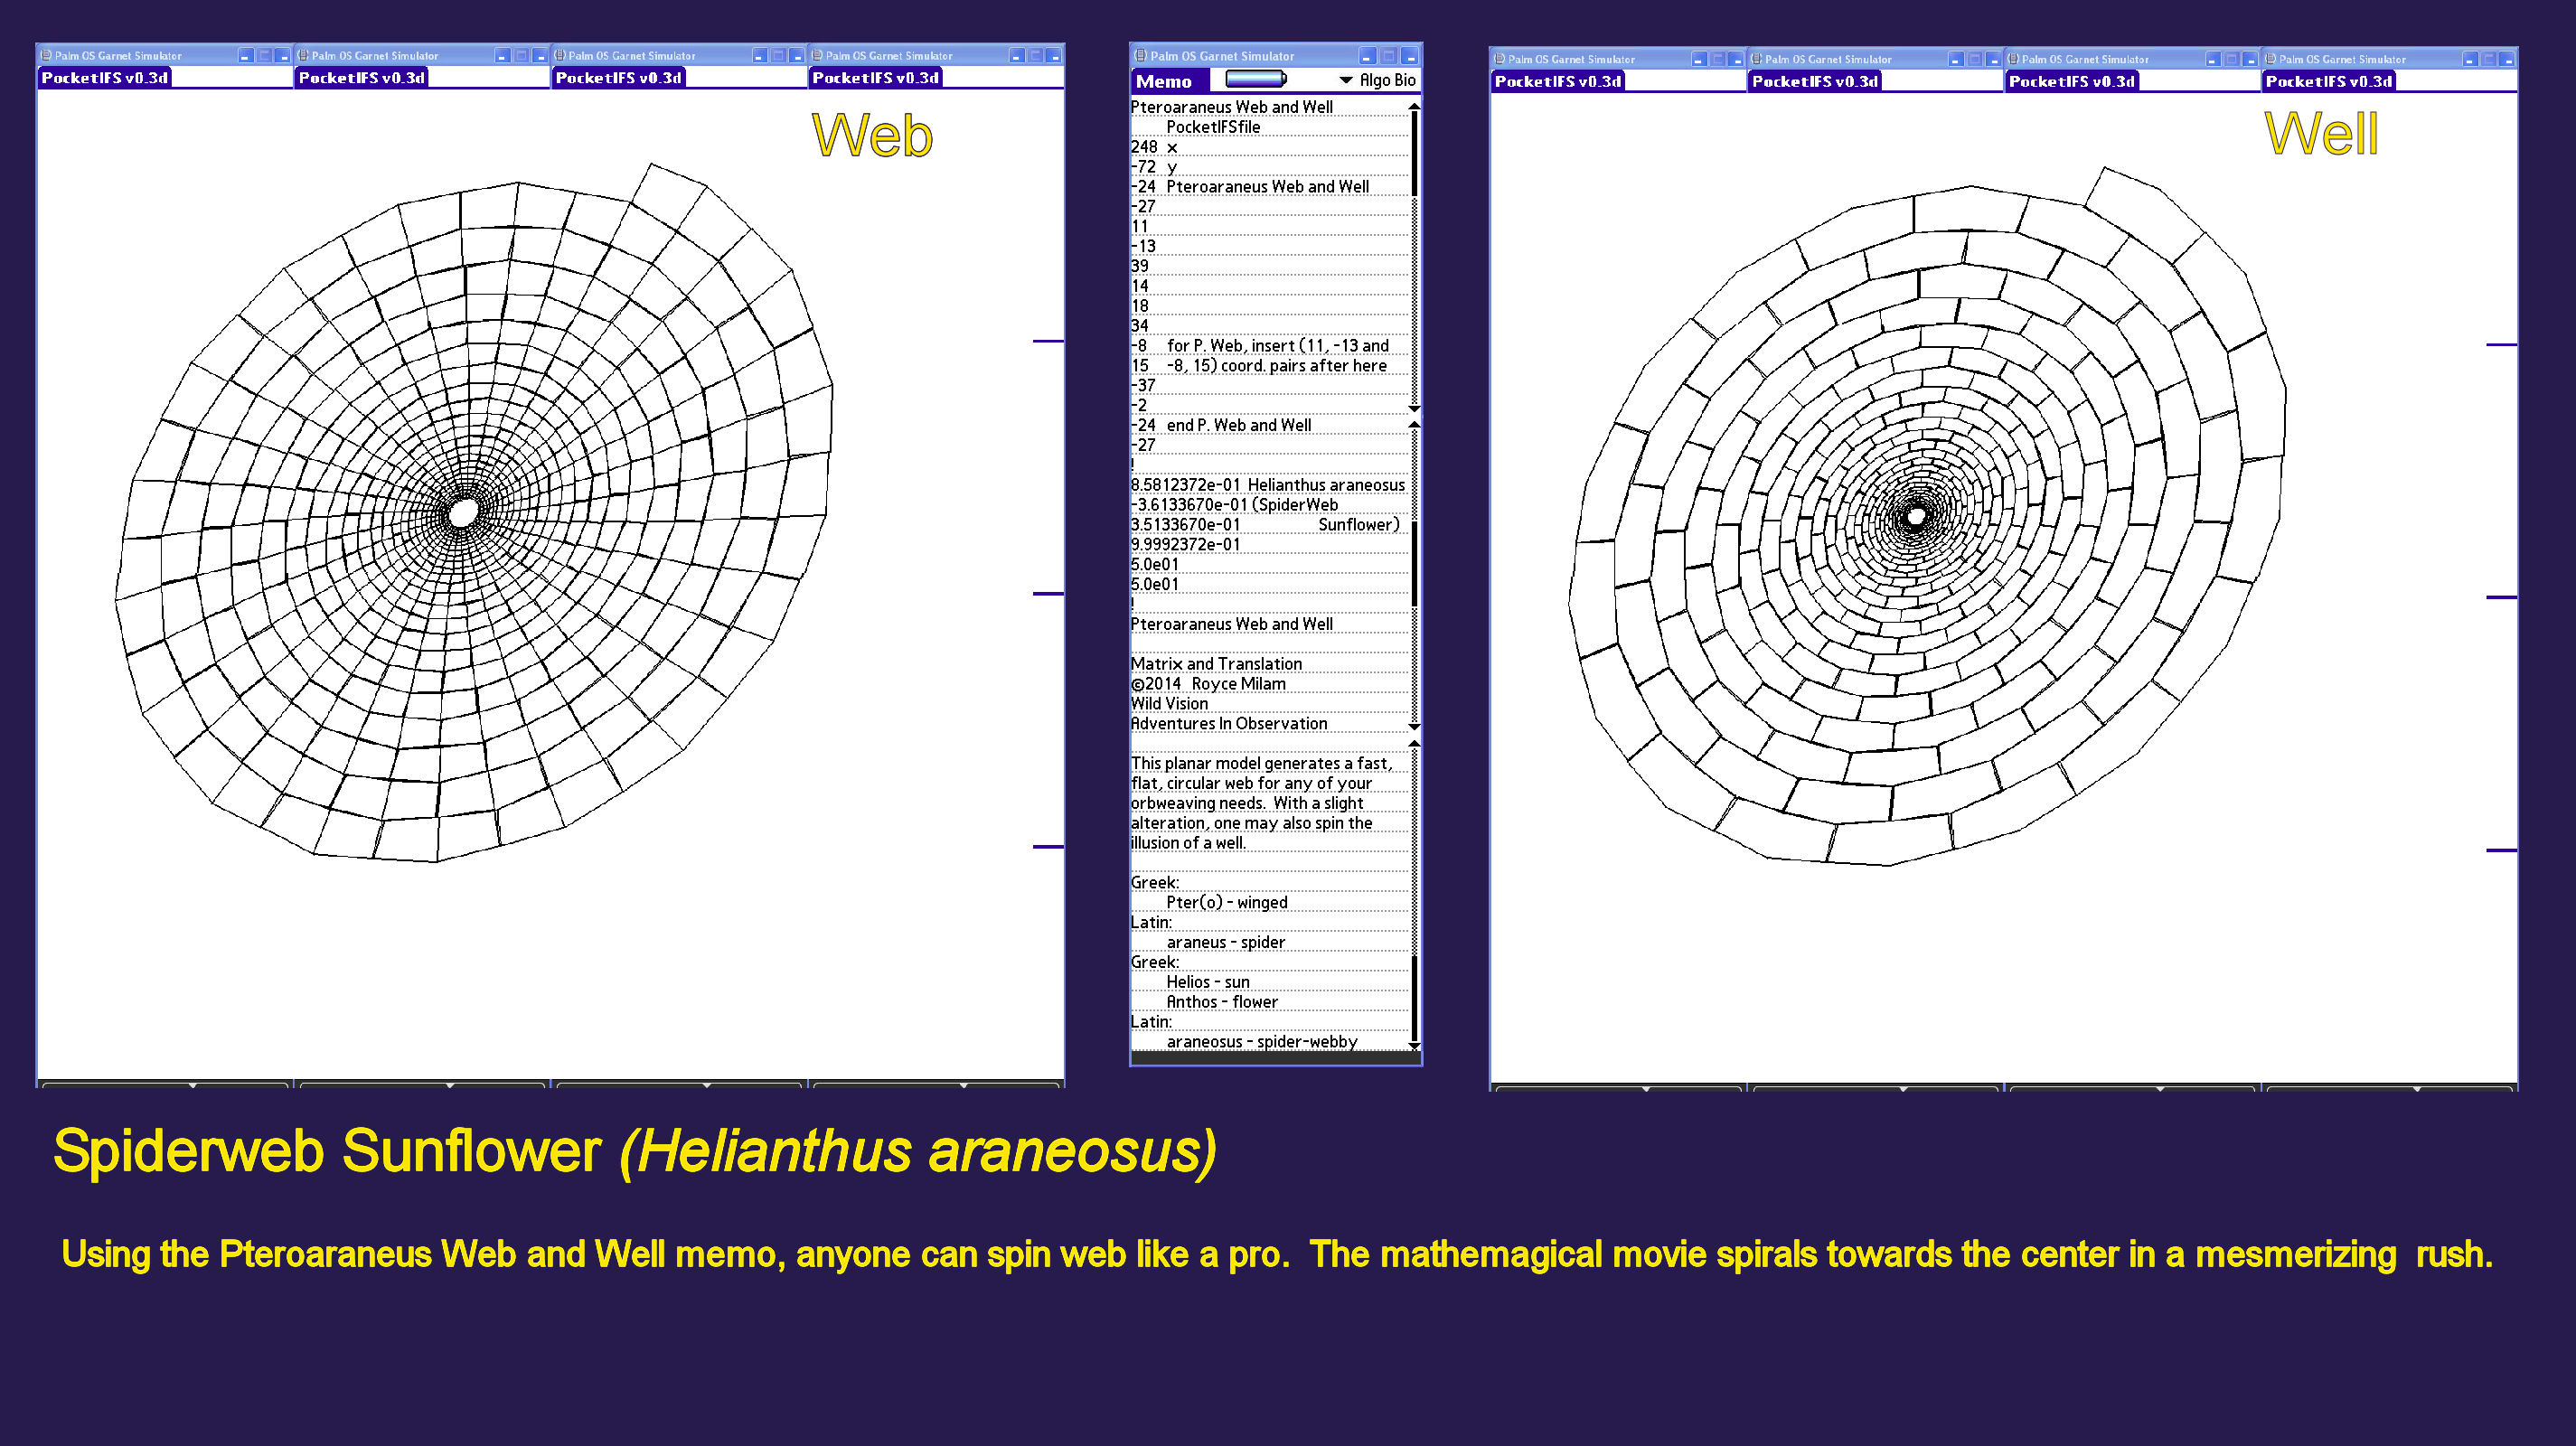 Palm OS Garnet Simulator
PocketIFS v0.3d
Palm OS Garnet Simulator
PocketIFS v0.3d
Palm OS Garnet Simulator
PocketIFS v0.3d
Palm OS Garnet Simulator
PocketIFS v0.3d
Web
Palm OS Garnet Simulator
Memo
Algo Bio
Pteroaraneus Web and Well
PocketIFSfile
248 x
-72 y
-24 Pteroaraneus Web and Well
-27
11
-13
39
14
18
34
-8 for P. Web, insert (11, -13 and
15 -8, 15) coord. pairs after here
-37
-2
-24 end P. Web and Well
-27
!
8.5812372e-01 Helianthus araneosus
-3.6133670e-01 (SpiderWeb
3.5133670e-01 Sunflower)
9.9992372e-01
5.0e01
5.0e01
!
Pteroaraneus Web and Well
Matrix and Translation
©2014 Royce Milam
Wild Vision
Adventures In Observation
This planar model generates a fast,
flat, circular web for any of your
orbweaving needs. With a slight
alteration, one may also spin the
illusion of a well.
Greek:
Pter(o) - winged
Latin:
araneus - spider
Greek:
Helios - sun
Anthos - flower
Latin:
araneosus - spider-webby
Palm OS Garnet Simulator
PocketIFS v0.3d
Palm OS Garnet Simulator
PocketIFS v0.3d
Palm OS Garnet Simulator
PocketIFS v0.3d
Palm OS Garnet Simulator
PocketIFS v0.3d
Well
Spiderweb Sunflower (Helianthus araneosus)
Using the Pteroaraneus Web and Well memo, anyone can spin web like a pro. The mathemagical movie spirals towards the center in a mesmerizing rush.